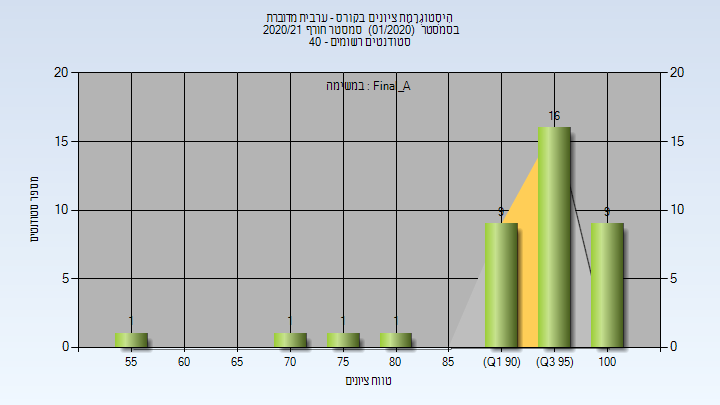 היסטוגרמת ציונים בקורס - ערבית מדוברת
בסמסטר (01/2020) סמסטר חורף 2020/21
סטודנטים רשומים - 40
במשימה : Final_A
20 20
15 15
10 10
5 5
0 0
מספר סטודנטים
1 1 1 1 9 16 9
55 60 65 70 75 80 85 (Q1 90) (Q3 95) 100
טווח ציונים